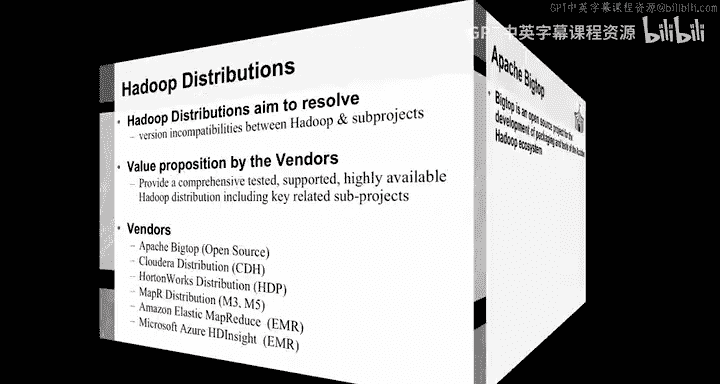 GPT中英字幕课程资源@bilibili.com
GPT中英字幕课程资源 bilibili
Hadoop Distributions
• Hadoop Distributions aim to resolve
– version incompatibilities between Hadoop & subprojects
• Value proposition by the Vendors
– Provide a comprehensive tested, supported, highly available
Hadoop distribution including key related sub-projects
• Vendors
– Apache Bigtop (Open Source)
– Cloudera Distribution (CDH)
– HortonWorks Distribution (HDP)
– MapR Distribution (M3, M5)
– Amazon Elastic MapReduce (EMR)
– Microsoft Azure HDInsight (EMR)
Apache Bigtop
• Bigtop is an open source project for the
development of packaging and tests of the
Hadoop ecosystem